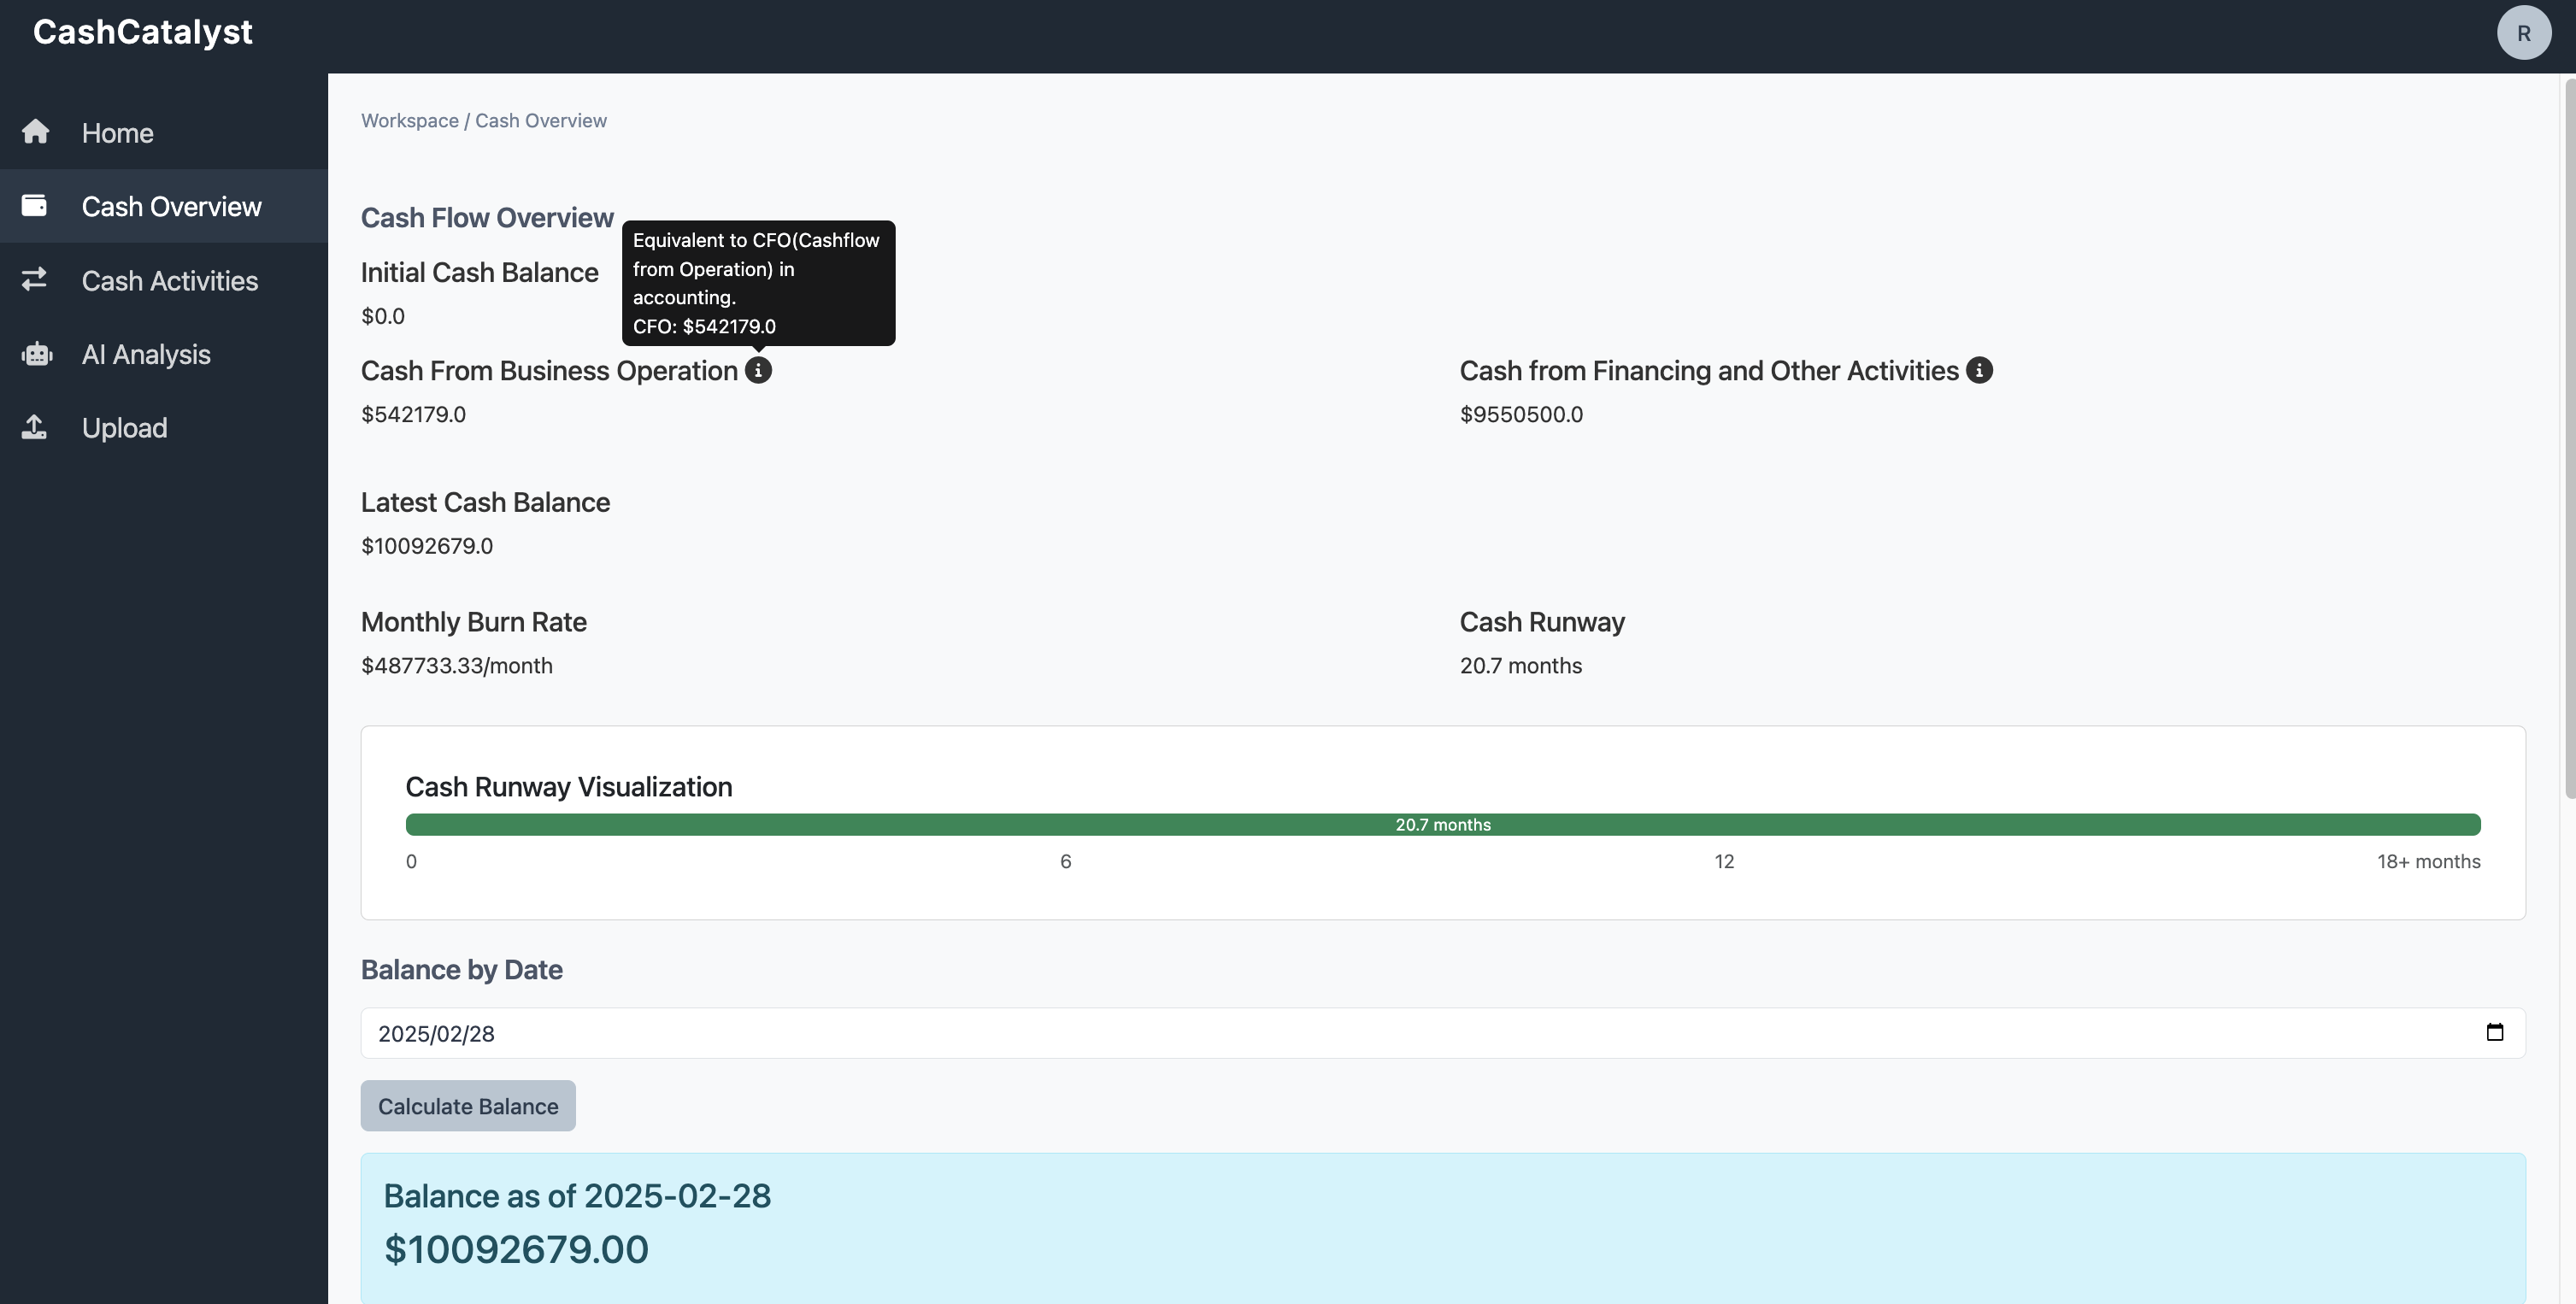 CashCatalyst
R
Home
Cash Overview
Cash Activities
AI Analysis
Upload
Workspace / Cash Overview
Cash Flow Overview
Equivalent to CFO(Cashflow
from Operation) in
accounting.
CFO: $542179.0
Initial Cash Balance
$0.0
Cash From Business Operation
$542179.0
Cash from Financing and Other Activities
$9550500.0
Latest Cash Balance
$10092679.0
Monthly Burn Rate
$487733.33/month
Cash Runway
20.7 months
Cash Runway Visualization
20.7 months
0 6 12 18+ months
Balance by Date
2025/02/28
Calculate Balance
Balance as of 2025-02-28
$10092679.00